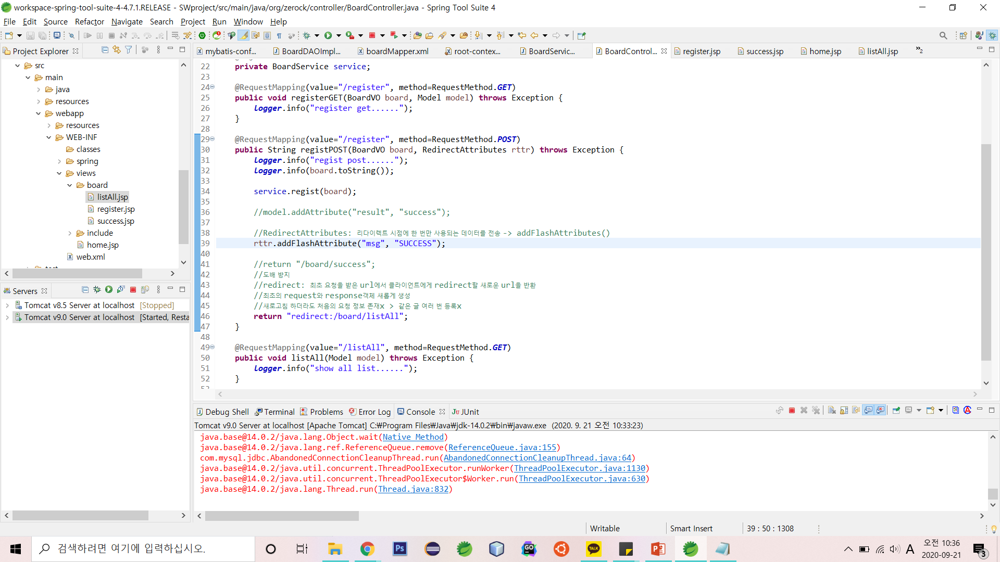 workspace-spring-tool-suite-4-4.7.1.RELEASE - SWproject/src/main/java/org/zerock/controller/BoardController.java - Spring Tool Suite 4
File Edit Source Refactor Navigate Search Project Run Window Help
Project Explorer
mybatis-conf... BoardDAOImpl... boardMapper.xml root-contex... BoardServic... BoardControl... register.jsp success.jsp home.jsp listAll.jsp »2
src
main
java
resources
webapp
resources
WEB-INF
classes
spring
views
board
listAll.jsp
register.jsp
success.jsp
include
home.jsp
web.xml
Servers
Tomcat v8.5 Server at localhost [Stopped]
Tomcat v9.0 Server at localhost [Started, Resta
22 private BoardService service;
23
24 @RequestMapping(value="/register", method=RequestMethod.GET)
25 public void registerGET(BoardVO board, Model model) throws Exception {
26 logger.info("register get......");
27 }
28
29 @RequestMapping(value="/register", method=RequestMethod.POST)
30 public String registPOST(BoardVO board, RedirectAttributes rttr) throws Exception {
31 logger.info("regist post......");
32 logger.info(board.toString());
33
34 service.regist(board);
35
36 //model.addAttribute("result", "success");
37
38 //RedirectAttributes: 리다이렉트 시점에 한 번만 사용되는 데이터를 전송 -> addFlashAttributes()
39 rttr.addFlashAttribute("msg", "SUCCESS");
40
41 //return "/board/success";
42 //도배 방지
43 //redirect: 최초 요청을 받은 url에서 클라이언트에게 redirect할 새로운 url을 반환
44 //최초의 request와 response객체 새롭게 생성
45 //새로고침 하더라도 처음의 요청 정보 존재x > 같은 글 여러 번 등록x
46 return "redirect:/board/listAll";
47 }
48
49 @RequestMapping(value="/listAll", method=RequestMethod.GET)
50 public void listAll(Model model) throws Exception {
51 logger.info("show all list......");
52 }
Debug Shell Terminal Problems Error Log Console JUnit
Tomcat v9.0 Server at localhost [Apache Tomcat] C:₩Program Files₩Java₩jdk-14.0.2₩bin₩javaw.exe (2020. 9. 21 오전 10:33:23)
java.base@14.0.2/java.lang.Object.wait(Native Method)
java.base@14.0.2/java.lang.ref.ReferenceQueue.remove(ReferenceQueue.java:155)
com.mysql.jdbc.AbandonedConnectionCleanupThread.run(AbandonedConnectionCleanupThread.java:64)
java.base@14.0.2/java.util.concurrent.ThreadPoolExecutor.runWorker(ThreadPoolExecutor.java:1130)
java.base@14.0.2/java.util.concurrent.ThreadPoolExecutor$Worker.run(ThreadPoolExecutor.java:630)
java.base@14.0.2/java.lang.Thread.run(Thread.java:832)
Writable Smart Insert 39 : 50 : 1308
검색하려면 여기에 입력하십시오.
Ps GO TALK A
오전 10:36
2020-09-21
3